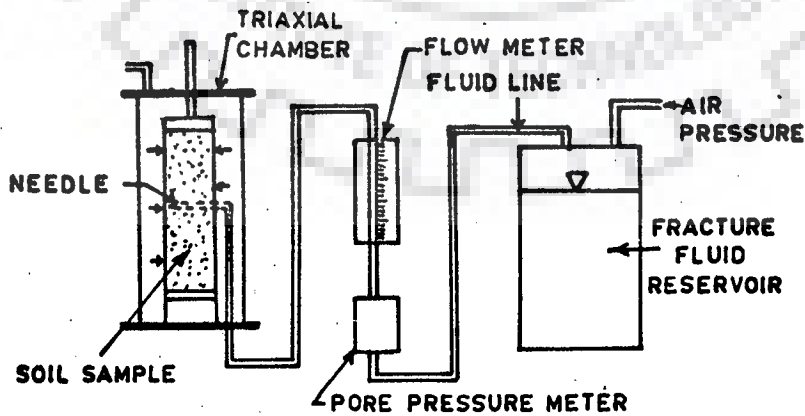 TRIAXIAL
CHAMBER
FLOW METER
FLUID LINE
AIR
PRESSURE
NEEDLE
FRACTURE
FLUID
RESERVOIR
SOIL SAMPLE
PORE PRESSURE METER